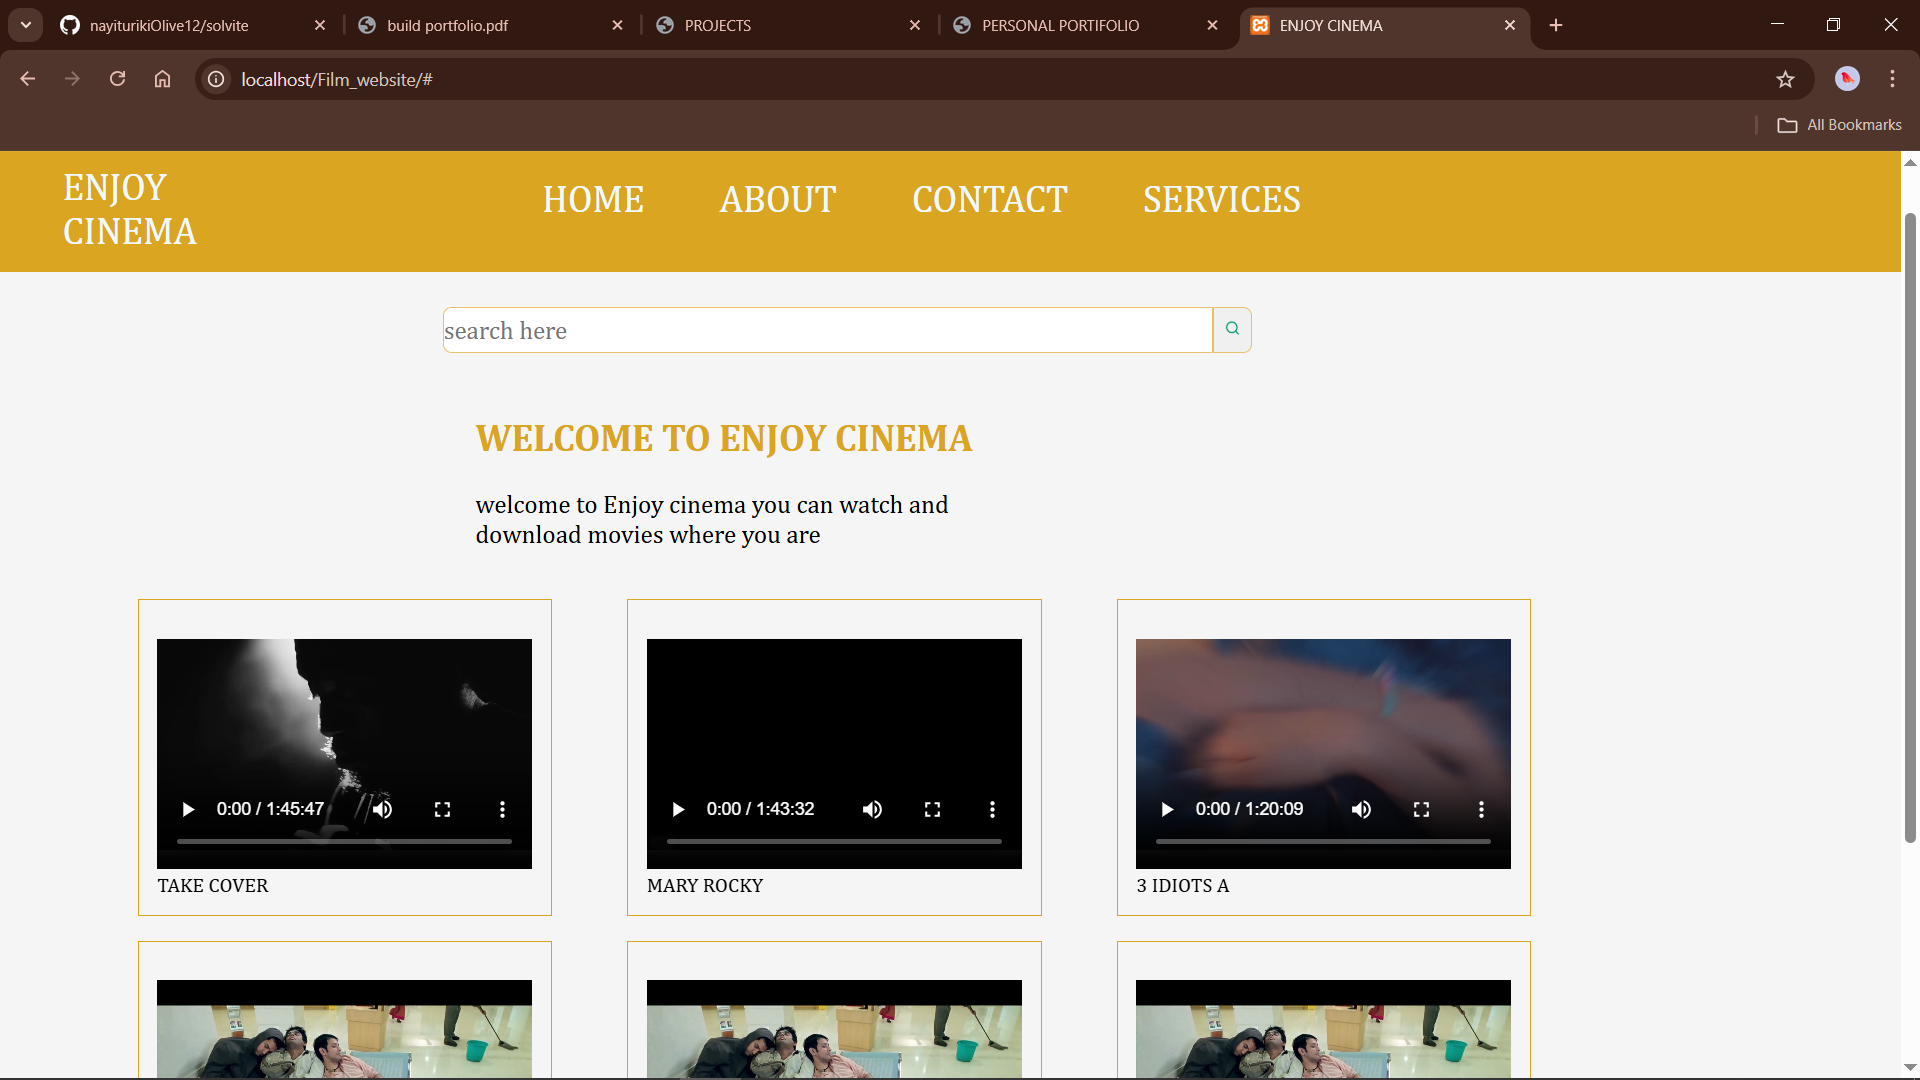 nayiturikiOlive12/solvite
build portfolio.pdf
PROJECTS
PERSONAL PORTIFOLIO
ENJOY CINEMA
localhost/Film_website/#
All Bookmarks
ENJOY
CINEMA
HOME
ABOUT
CONTACT
SERVICES
search here
WELCOME TO ENJOY CINEMA
welcome to Enjoy cinema you can watch and
download movies where you are
0:00 / 1:45:47
0:00 / 1:43:32
0:00 / 1:20:09
TAKE COVER
MARY ROCKY
3 IDIOTS A